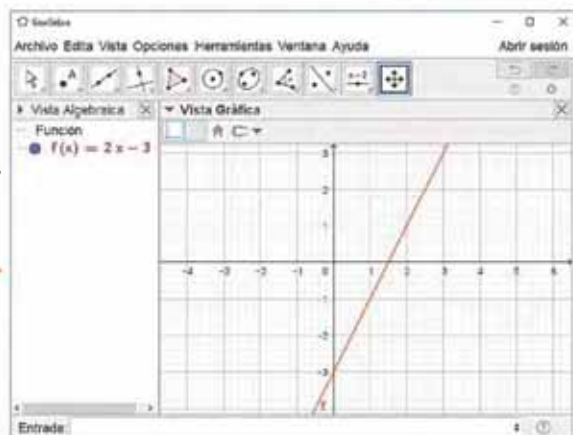 GeoGebra
Archivo Edita Vista Opciones Herramientas Ventana Ayuda
Abrir sesión
Vista Algebraica
Vista Gráfica
Función
f(x) = 2 x − 3
3
2
1
-4 -3 -2 -1 0 1 2 3 4 5 6
-1
-2
-3
f
Entrada: